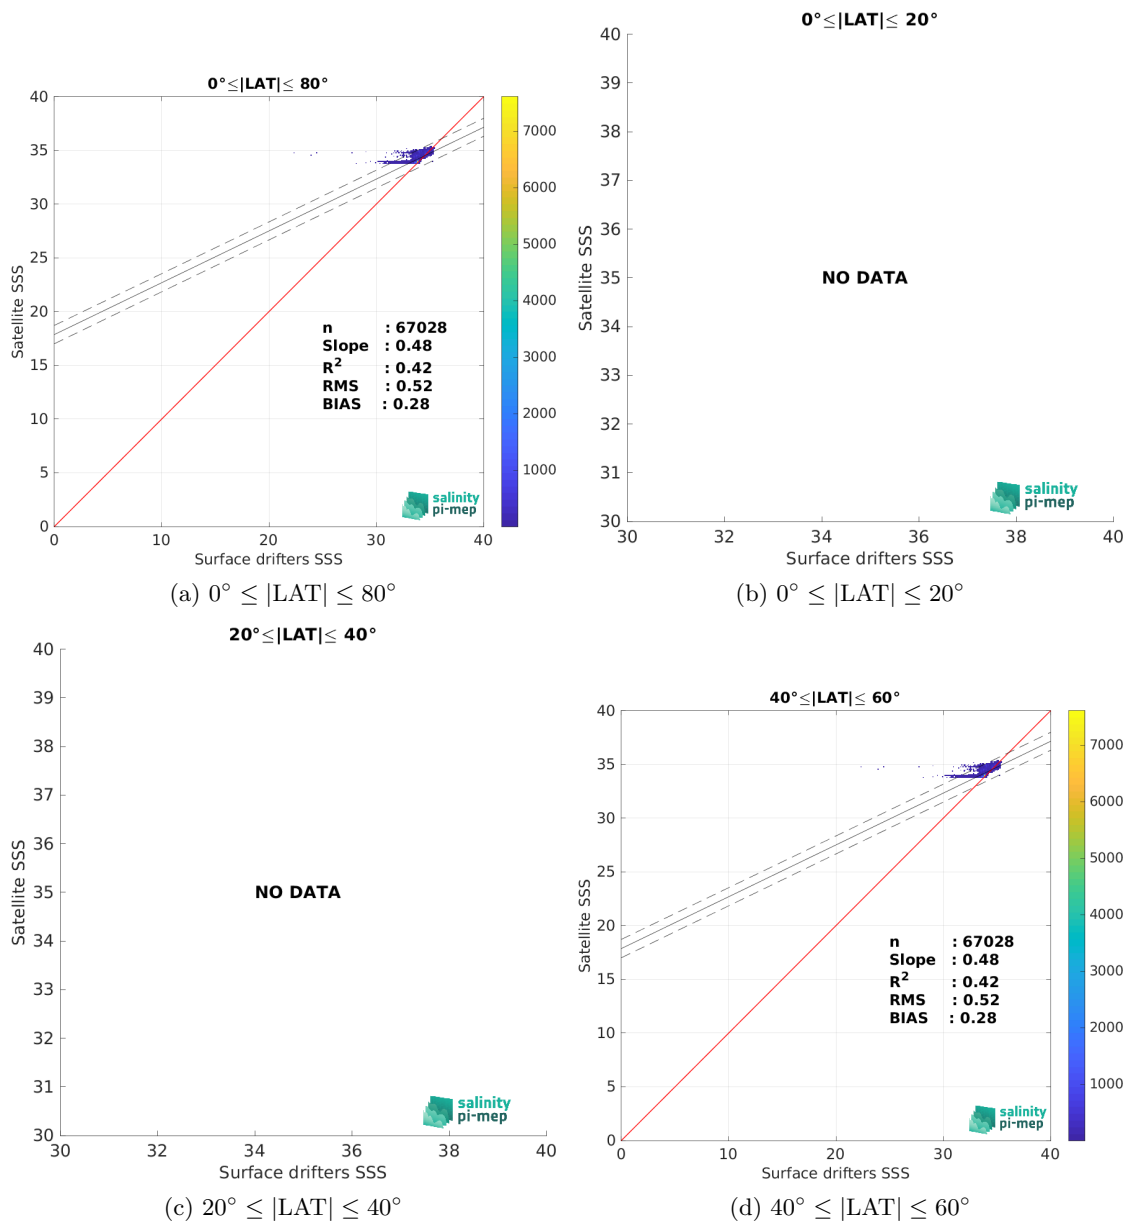 0°≤|LAT|≤ 80°
40
35
30
25
20
15
10
5
0
Satellite SSS
0 10 20 30 40
Surface drifters SSS
n : 67028
Slope : 0.48
R² : 0.42
RMS : 0.52
BIAS : 0.28
salinity
pi-mep
7000
6000
5000
4000
3000
2000
1000
(a) 0° ≤ |LAT| ≤ 80°
0°≤|LAT|≤ 20°
40
39
38
37
36
35
34
33
32
31
30
Satellite SSS
NO DATA
salinity
pi-mep
30 32 34 36 38 40
Surface drifters SSS
(b) 0° ≤ |LAT| ≤ 20°
20°≤|LAT|≤ 40°
40
39
38
37
36
35
34
33
32
31
30
Satellite SSS
NO DATA
salinity
pi-mep
30 32 34 36 38 40
Surface drifters SSS
(c) 20° ≤ |LAT| ≤ 40°
40°≤|LAT|≤ 60°
40
35
30
25
20
15
10
5
0
Satellite SSS
0 10 20 30 40
Surface drifters SSS
n : 67028
Slope : 0.48
R² : 0.42
RMS : 0.52
BIAS : 0.28
salinity
pi-mep
7000
6000
5000
4000
3000
2000
1000
(d) 40° ≤ |LAT| ≤ 60°